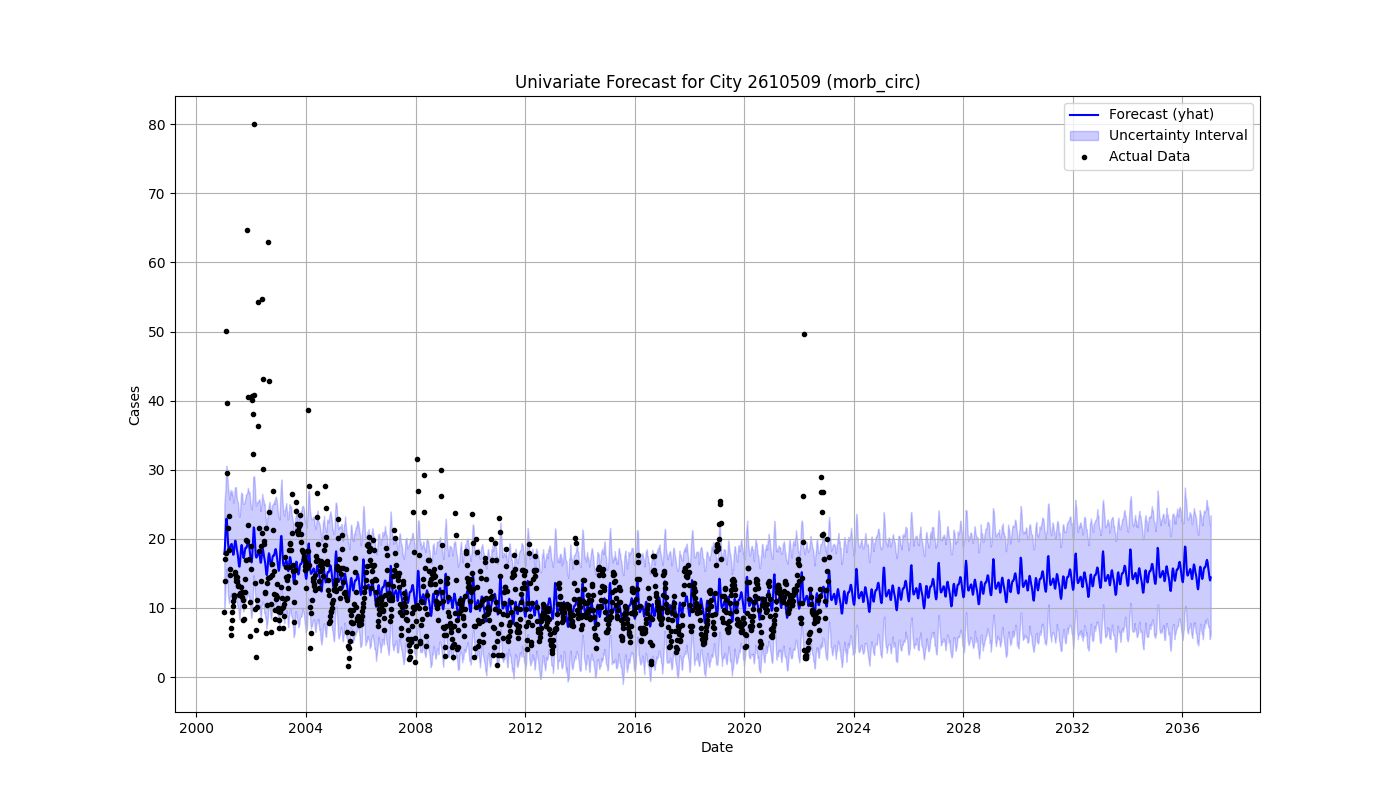 Univariate Forecast for City 2610509 (morb_circ)
Forecast (yhat)
Uncertainty Interval
Actual Data
80
70
60
50
40
30
20
10
0
Cases
2000 2004 2008 2012 2016 2020 2024 2028 2032 2036
Date